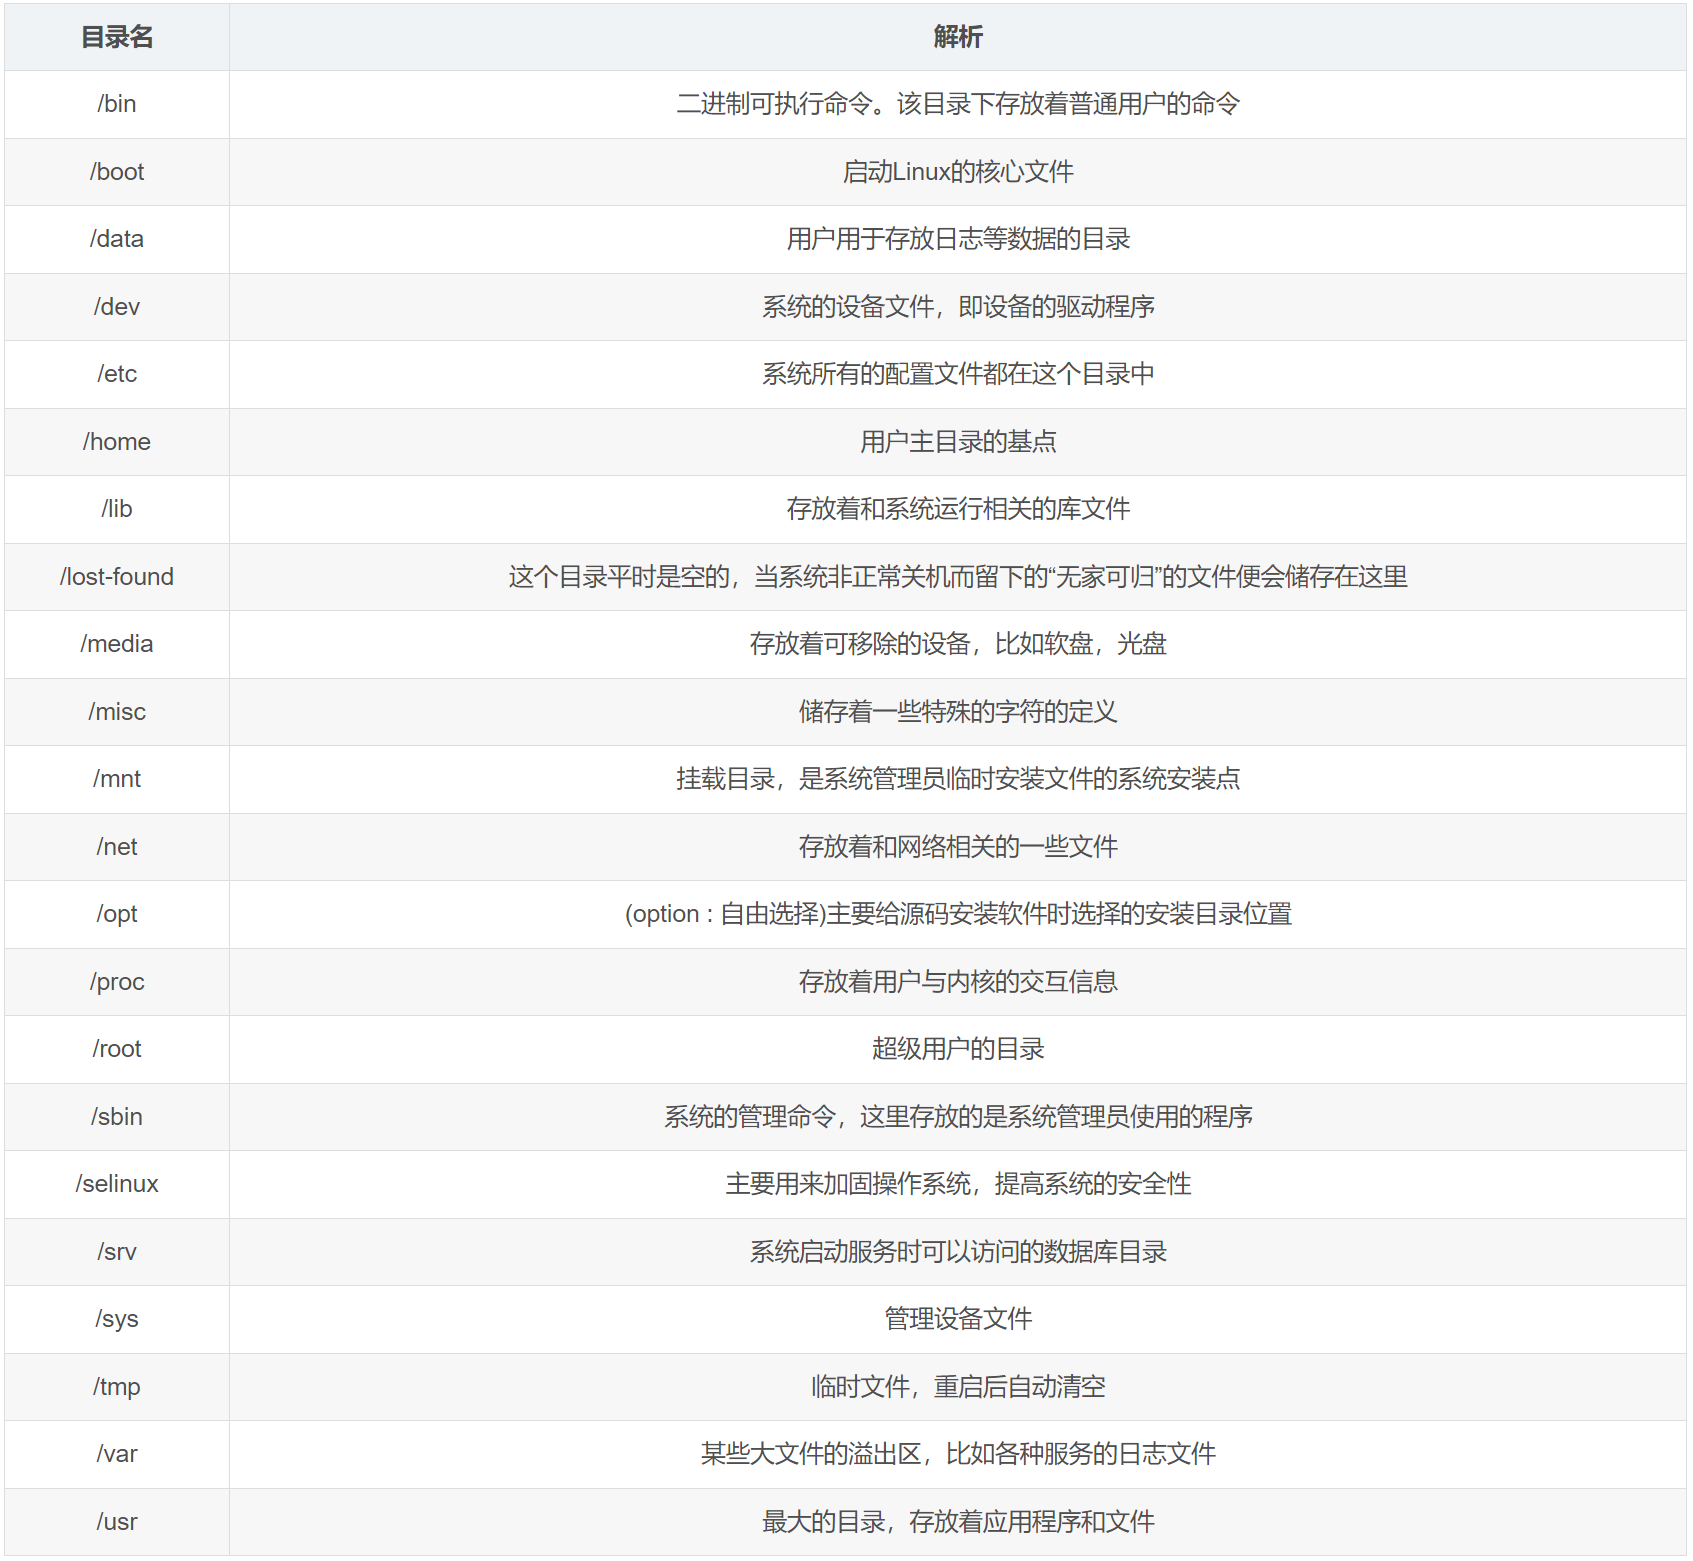 目录名 解析
/bin 二进制可执行命令。该目录下存放着普通用户的命令
/boot 启动Linux的核心文件
/data 用户用于存放日志等数据的目录
/dev 系统的设备文件，即设备的驱动程序
/etc 系统所有的配置文件都在这个目录中
/home 用户主目录的基点
/lib 存放着和系统运行相关的库文件
/lost-found 这个目录平时是空的，当系统非正常关机而留下的“无家可归”的文件便会储存在这里
/media 存放着可移除的设备，比如软盘，光盘
/misc 储存着一些特殊的字符的定义
/mnt 挂载目录，是系统管理员临时安装文件的系统安装点
/net 存放着和网络相关的一些文件
/opt (option : 自由选择)主要给源码安装软件时选择的安装目录位置
/proc 存放着用户与内核的交互信息
/root 超级用户的目录
/sbin 系统的管理命令，这里存放的是系统管理员使用的程序
/selinux 主要用来加固操作系统，提高系统的安全性
/srv 系统启动服务时可以访问的数据库目录
/sys 管理设备文件
/tmp 临时文件，重启后自动清空
/var 某些大文件的溢出区，比如各种服务的日志文件
/usr 最大的目录，存放着应用程序和文件